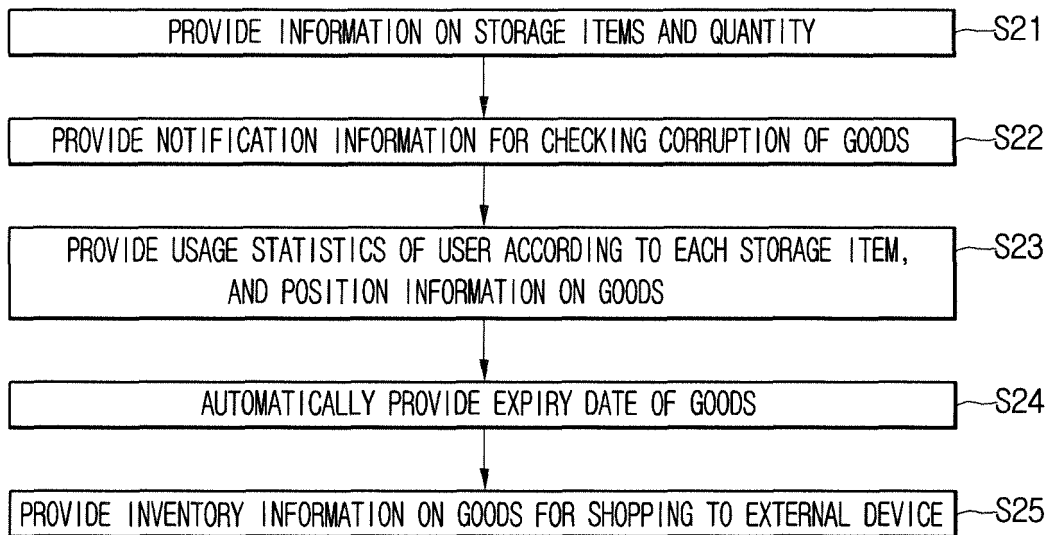 PROVIDE INFORMATION ON STORAGE ITEMS AND QUANTITY S21
PROVIDE NOTIFICATION INFORMATION FOR CHECKING CORRUPTION OF GOODS S22
PROVIDE USAGE STATISTICS OF USER ACCORDING TO EACH STORAGE ITEM, S23
AND POSITION INFORMATION ON GOODS
AUTOMATICALLY PROVIDE EXPIRY DATE OF GOODS S24
PROVIDE INVENTORY INFORMATION ON GOODS FOR SHOPPING TO EXTERNAL DEVICE S25